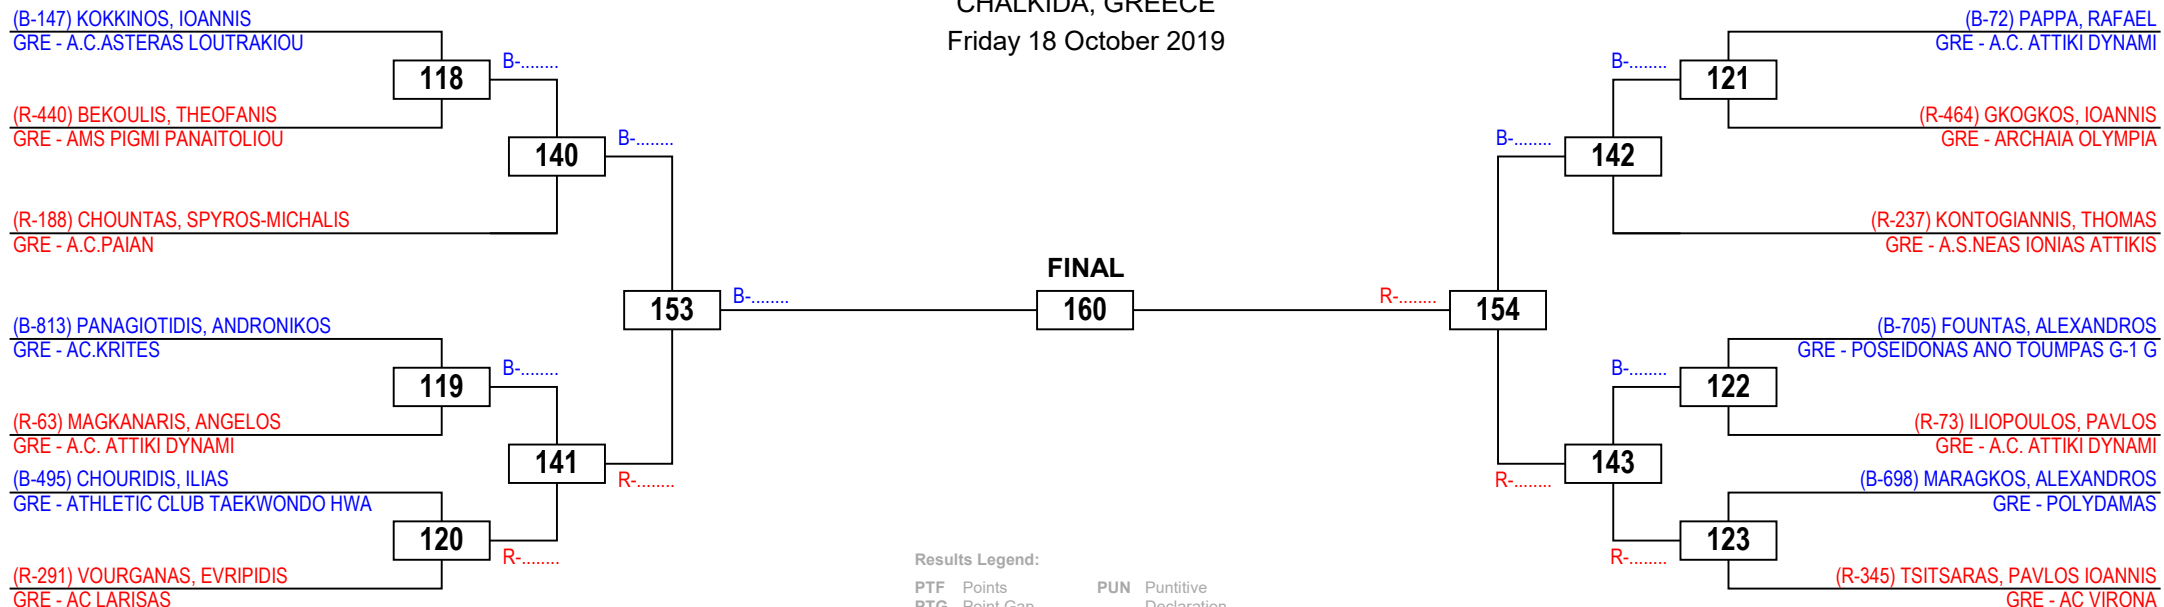 CHALKIDA, GREECE
Friday 18 October 2019
(B-147) KOKKINOS, IOANNIS
GRE - A.C.ASTERAS LOUTRAKIOU
118
B-........
(R-440) BEKOULIS, THEOFANIS
GRE - AMS PIGMI PANAITOLIOU
140
B-........
(R-188) CHOUNTAS, SPYROS-MICHALIS
GRE - A.C.PAIAN
153
B-........
(B-813) PANAGIOTIDIS, ANDRONIKOS
GRE - AC.KRITES
119
B-........
(R-63) MAGKANARIS, ANGELOS
GRE - A.C. ATTIKI DYNAMI
141
R-........
(B-495) CHOURIDIS, ILIAS
GRE - ATHLETIC CLUB TAEKWONDO HWA
120
R-........
(R-291) VOURGANAS, EVRIPIDIS
GRE - AC LARISAS
FINAL
160
(B-72) PAPPA, RAFAEL
GRE - A.C. ATTIKI DYNAMI
B-........
121
(R-464) GKOGKOS, IOANNIS
GRE - ARCHAIA OLYMPIA
B-........
142
(R-237) KONTOGIANNIS, THOMAS
GRE - A.S.NEAS IONIAS ATTIKIS
R-........
154
(B-705) FOUNTAS, ALEXANDROS
GRE - POSEIDONAS ANO TOUMPAS G-1 G
B-........
122
(R-73) ILIOPOULOS, PAVLOS
GRE - A.C. ATTIKI DYNAMI
R-........
143
(B-698) MARAGKOS, ALEXANDROS
GRE - POLYDAMAS
R-........
123
(R-345) TSITSARAS, PAVLOS IOANNIS
GRE - AC VIRONA
Results Legend:
PTF Points PUN Puntitive
PTG Point Gap Declaration